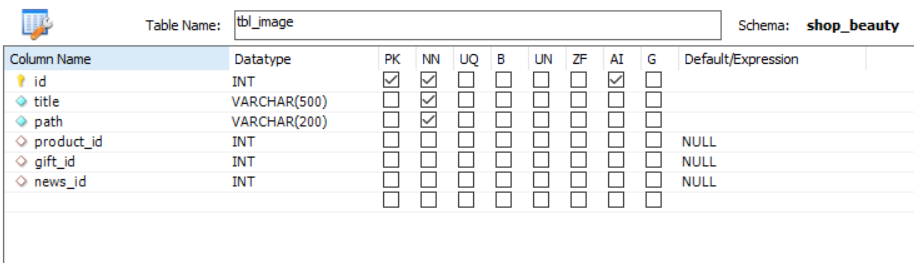 Table Name: tbl_image Schema: shop_beauty
Column Name Datatype PK NN UQ B UN ZF AI G Default/Expression
id INT
title VARCHAR(500)
path VARCHAR(200)
product_id INT NULL
gift_id INT NULL
news_id INT NULL